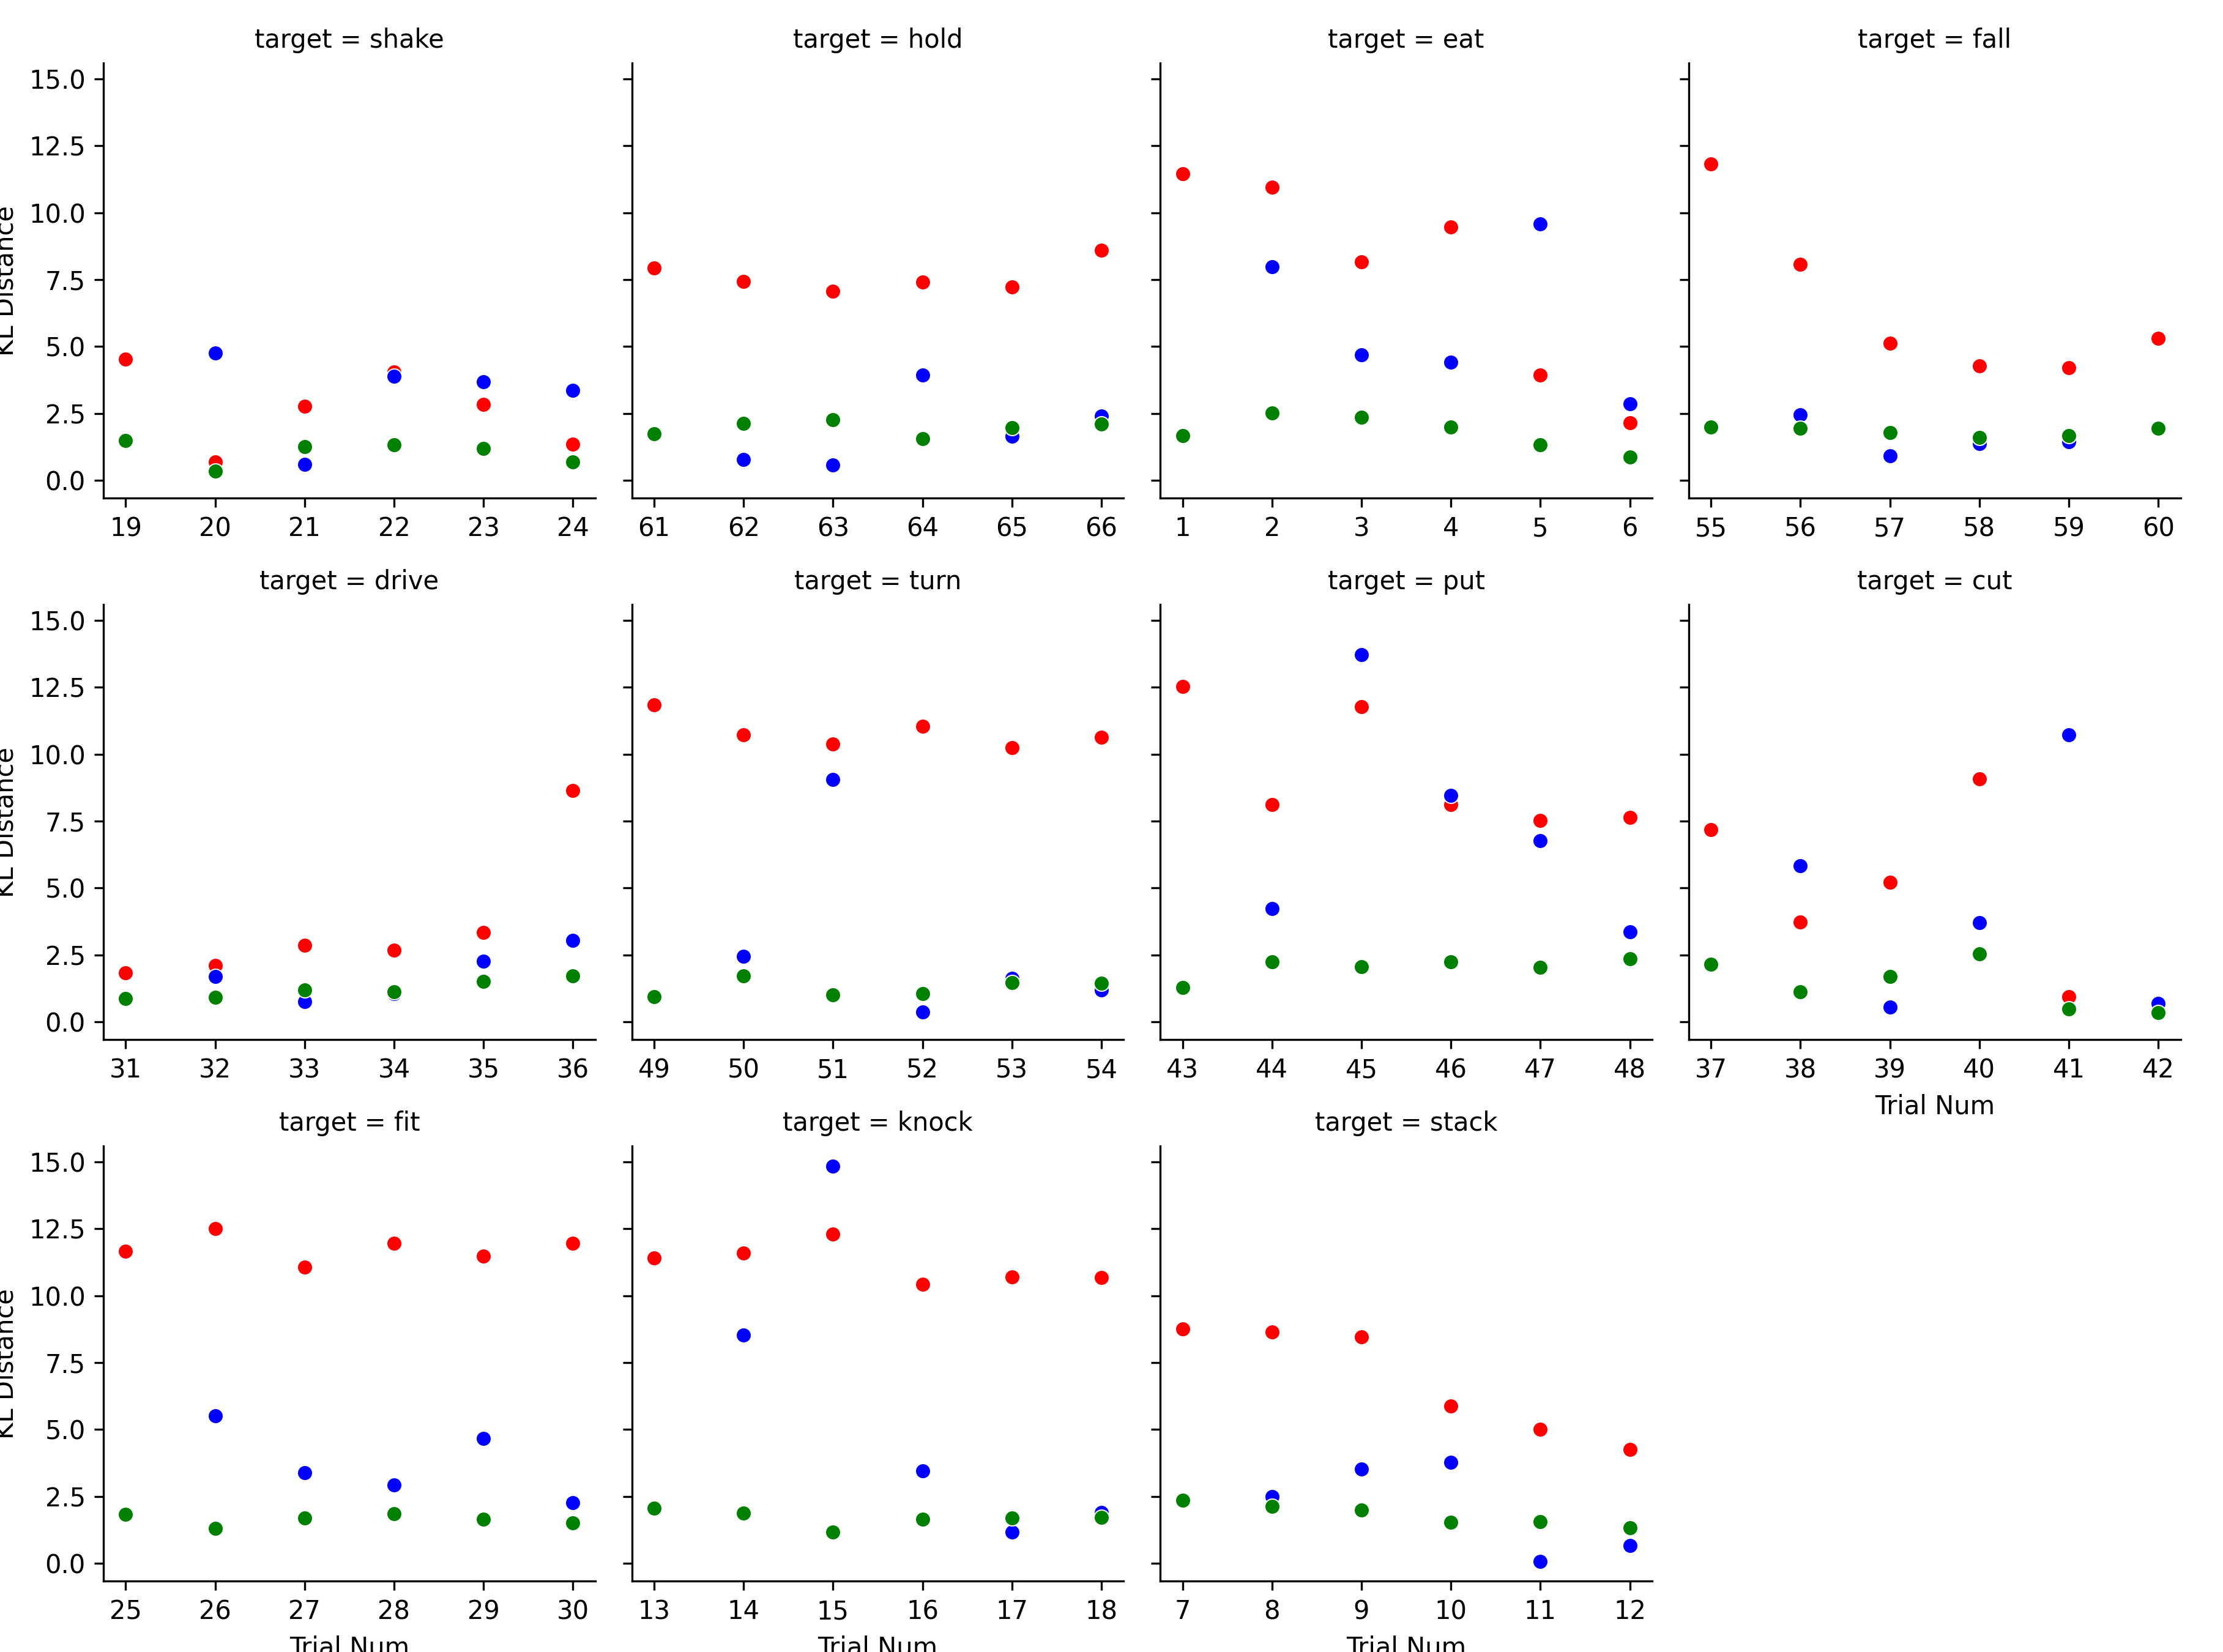 target = shake target = hold target = eat target = fall
15.0
12.5
10.0
7.5
5.0
2.5
0.0
KL Distance
19 20 21 22 23 24 61 62 63 64 65 66 1 2 3 4 5 6 55 56 57 58 59 60
target = drive target = turn target = put target = cut
15.0
12.5
10.0
7.5
5.0
2.5
0.0
KL Distance
31 32 33 34 35 36 49 50 51 52 53 54 43 44 45 46 47 48 37 38 39 40 41 42
Trial Num
target = fit target = knock target = stack
15.0
12.5
10.0
7.5
5.0
2.5
0.0
KL Distance
25 26 27 28 29 30 13 14 15 16 17 18 7 8 9 10 11 12
Trial Num Trial Num Trial Num